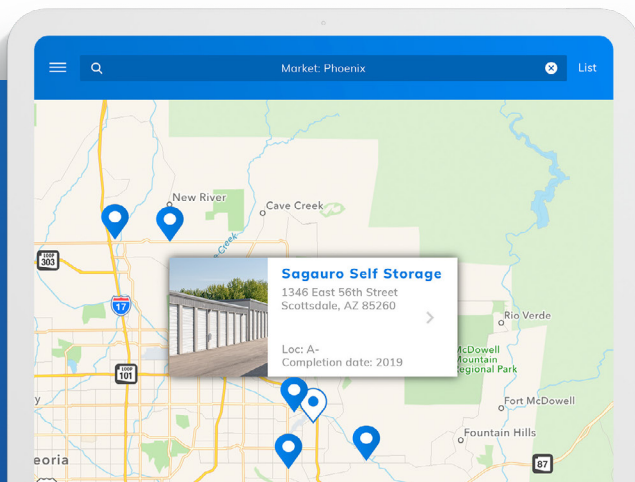 Market: Phoenix
List
New River
Cave Creek
Creek
LOOP
303
Sagauro Self Storage
1346 East 56th Street
Scottsdale, AZ 85260
17
Rio Verde
Loc: A-
Completion date: 2019
McDowell
Mountain
Regional Park
LOOP
101
y
Fort McDowell
Fountain Hills
eoria
87